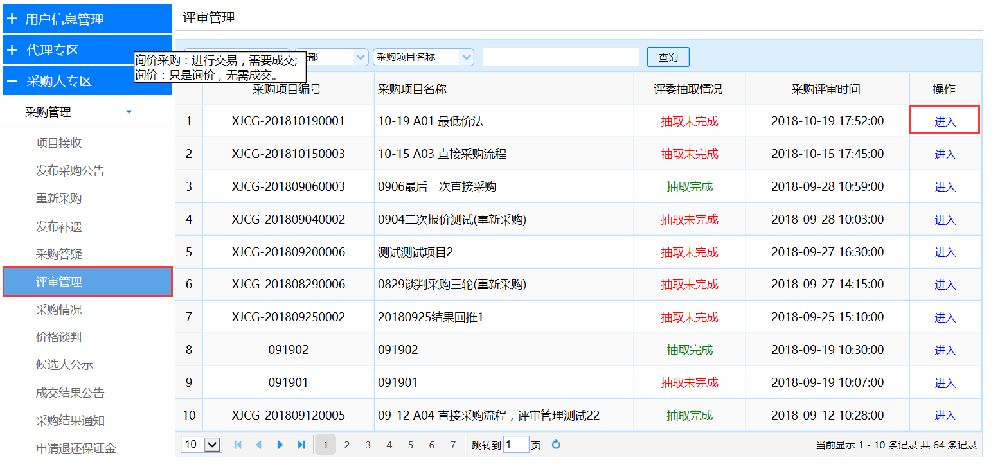 用户信息管理
代理专区
采购人专区
采购管理
项目接收
发布采购公告
重新采购
发布补遗
采购答疑
评审管理
采购情况
价格谈判
候选人公示
成交结果公告
采购结果通知
申请退还保证金
评审管理
询价采购：进行交易，需要成交;
询价：只是询价，无需成交。
部 采购项目名称 查询
采购项目编号 采购项目名称 评委抽取情况 采购评审时间 操作
1 XJCG-201810190001 10-19 A01 最低价法 抽取未完成 2018-10-19 17:52:00 进入
2 XJCG-201810150003 10-15 A03 直接采购流程 抽取未完成 2018-10-15 17:45:00 进入
3 XJCG-201809060003 0906最后一次直接采购 抽取完成 2018-09-28 10:59:00 进入
4 XJCG-201809040002 0904二次报价测试(重新采购) 抽取未完成 2018-09-28 10:03:00 进入
5 XJCG-201809200006 测试测试项目2 抽取未完成 2018-09-27 16:30:00 进入
6 XJCG-201808290006 0829谈判采购三轮(重新采购) 抽取未完成 2018-09-27 14:15:00 进入
7 XJCG-201809250002 20180925结果回推1 抽取未完成 2018-09-25 15:10:00 进入
8 091902 091902 抽取完成 2018-09-19 10:30:00 进入
9 091901 091901 抽取未完成 2018-09-19 10:07:00 进入
10 XJCG-201809120005 09-12 A04 直接采购流程，评审管理测试22 抽取完成 2018-09-12 10:28:00 进入
10 1 2 3 4 5 6 7 跳转到 1 页 当前显示 1 - 10 条记录 共 64 条记录